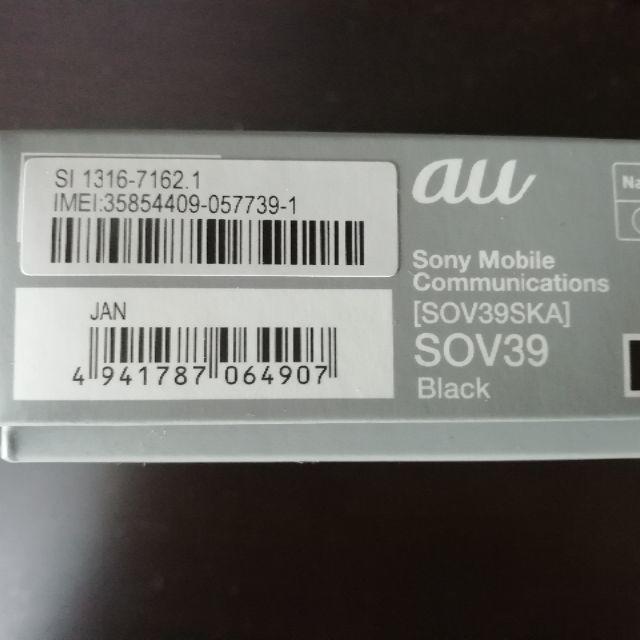 SI 1316-7162.1
IMEI:35854409-057739-1
JAN
4 941787 064907
au
Sony Mobile
Communications
[SOV39SKA]
SOV39
Black
Na